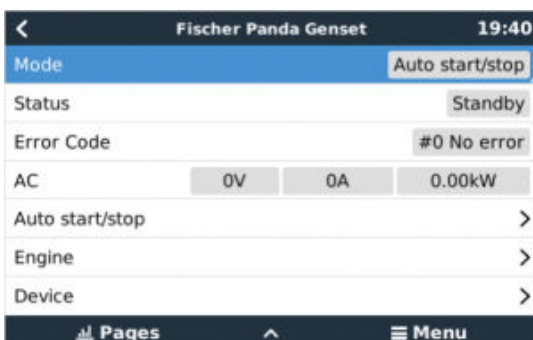 Fischer Panda Genset 19:40
Mode Auto start/stop
Status Standby
Error Code #0 No error
AC 0V 0A 0.00kW
Auto start/stop
Engine
Device
Pages Menu